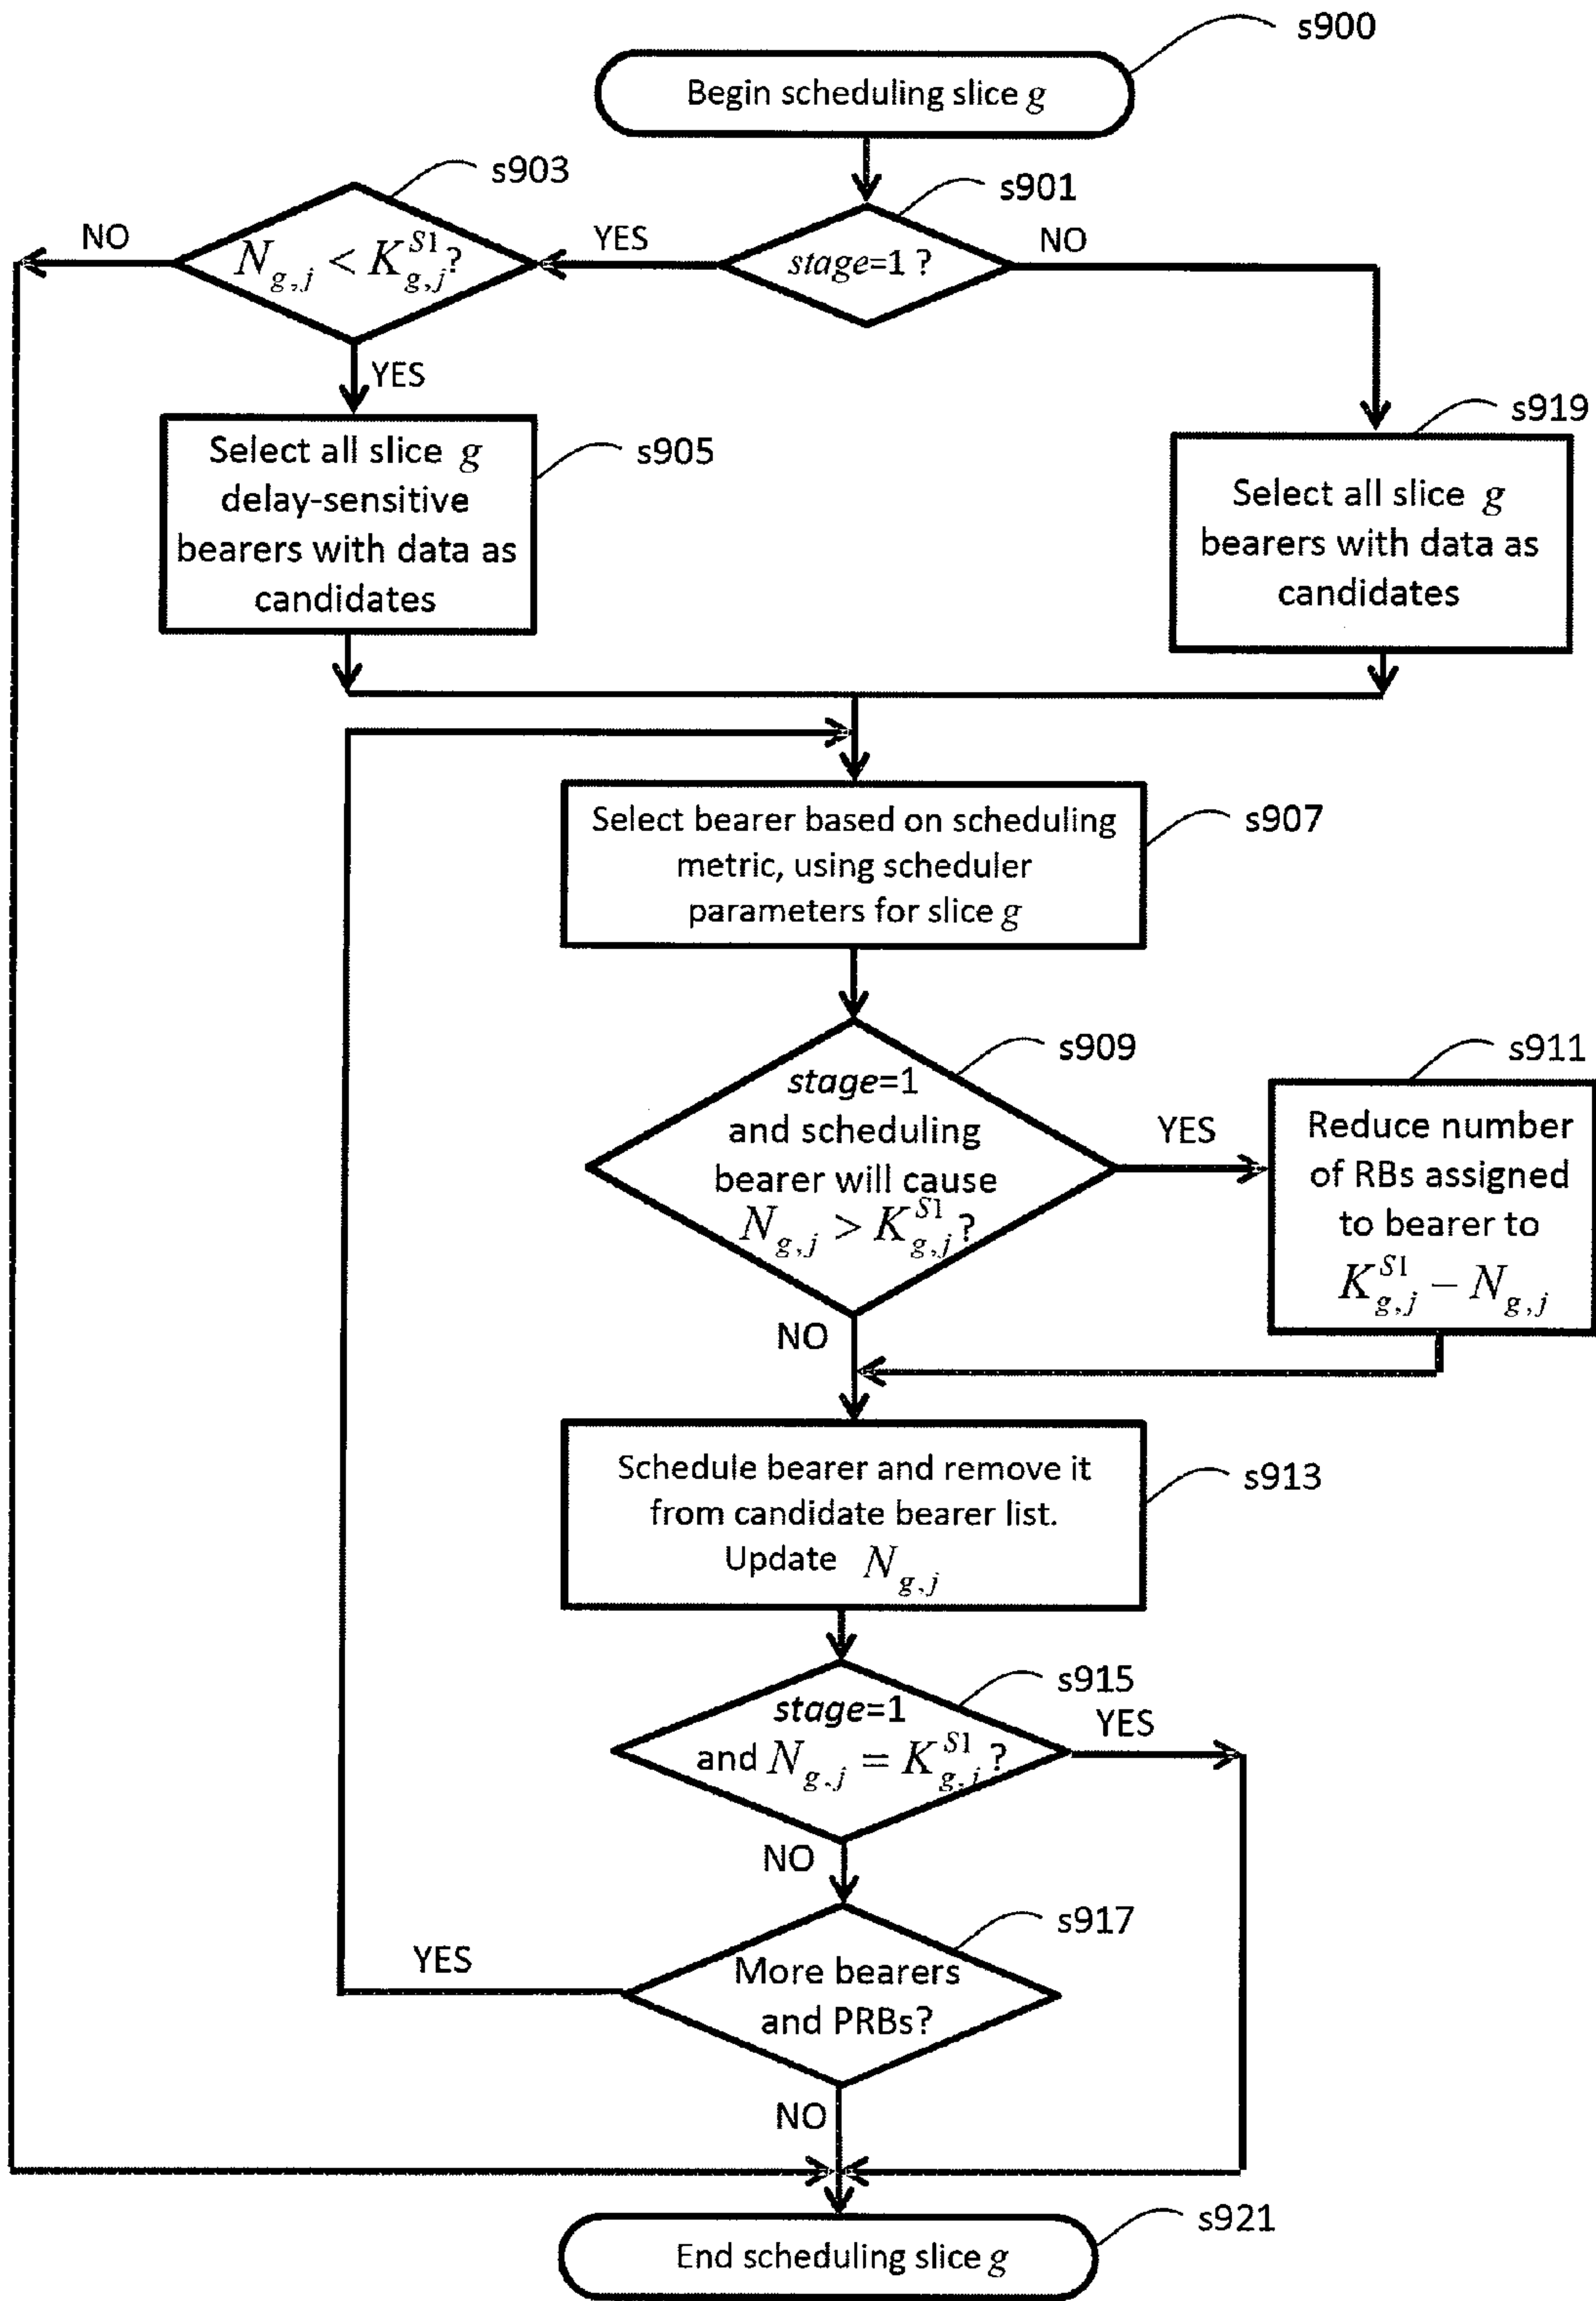 s900
Begin scheduling slice g
s903
s901
NO
N_{g,j} < K_{g,j}^{S1}?
YES
stage=1 ?
NO
YES
s919
Select all slice g
delay-sensitive
bearers with data as
candidates
s905
Select all slice g
bearers with data as
candidates
Select bearer based on scheduling
metric, using scheduler
parameters for slice g
s907
s909
s911
stage=1
and scheduling
bearer will cause
N_{g,j} > K_{g,j}^{S1}?
YES
Reduce number
of RBs assigned
to bearer to
K_{g,j}^{S1} − N_{g,j}
NO
Schedule bearer and remove it
from candidate bearer list.
Update N_{g,j}
s913
s915
stage=1
and N_{g,j} = K_{g,j}^{S1}?
YES
NO
s917
YES
More bearers
and PRBs?
NO
s921
End scheduling slice g